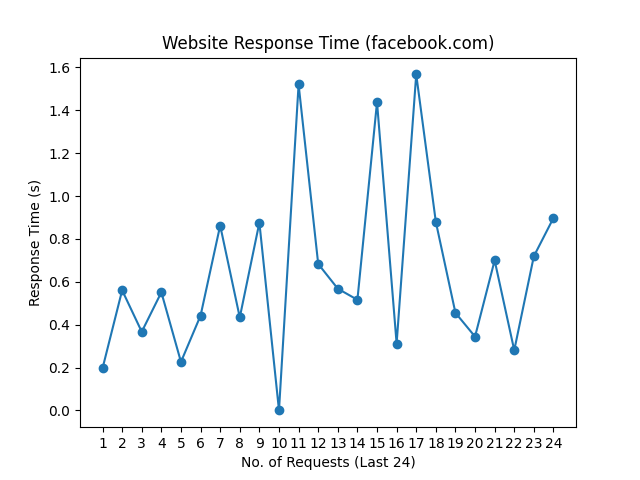 Website Response Time (facebook.com)
Response Time (s)
1.6
1.4
1.2
1.0
0.8
0.6
0.4
0.2
0.0
1 2 3 4 5 6 7 8 9 10 11 12 13 14 15 16 17 18 19 20 21 22 23 24
No. of Requests (Last 24)